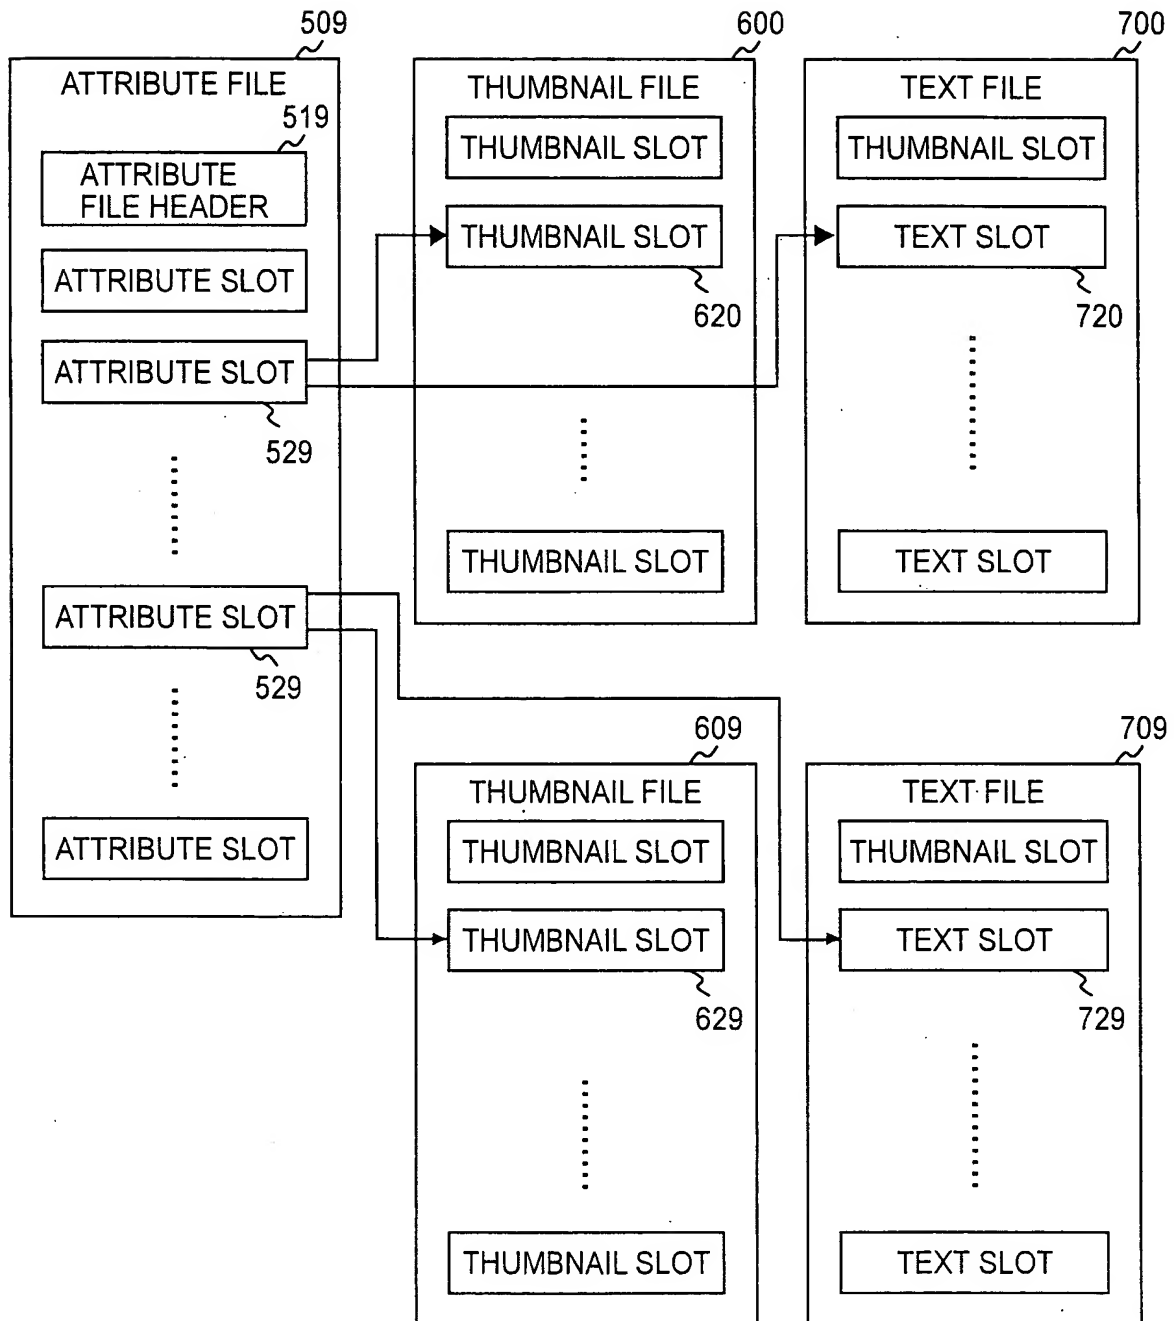 509
ATTRIBUTE FILE
519
ATTRIBUTE
FILE HEADER
ATTRIBUTE SLOT
ATTRIBUTE SLOT
529
ATTRIBUTE SLOT
529
ATTRIBUTE SLOT
600
THUMBNAIL FILE
THUMBNAIL SLOT
THUMBNAIL SLOT
620
THUMBNAIL SLOT
700
TEXT FILE
THUMBNAIL SLOT
TEXT SLOT
720
TEXT SLOT
609
THUMBNAIL FILE
THUMBNAIL SLOT
THUMBNAIL SLOT
629
THUMBNAIL SLOT
709
TEXT FILE
THUMBNAIL SLOT
TEXT SLOT
729
TEXT SLOT